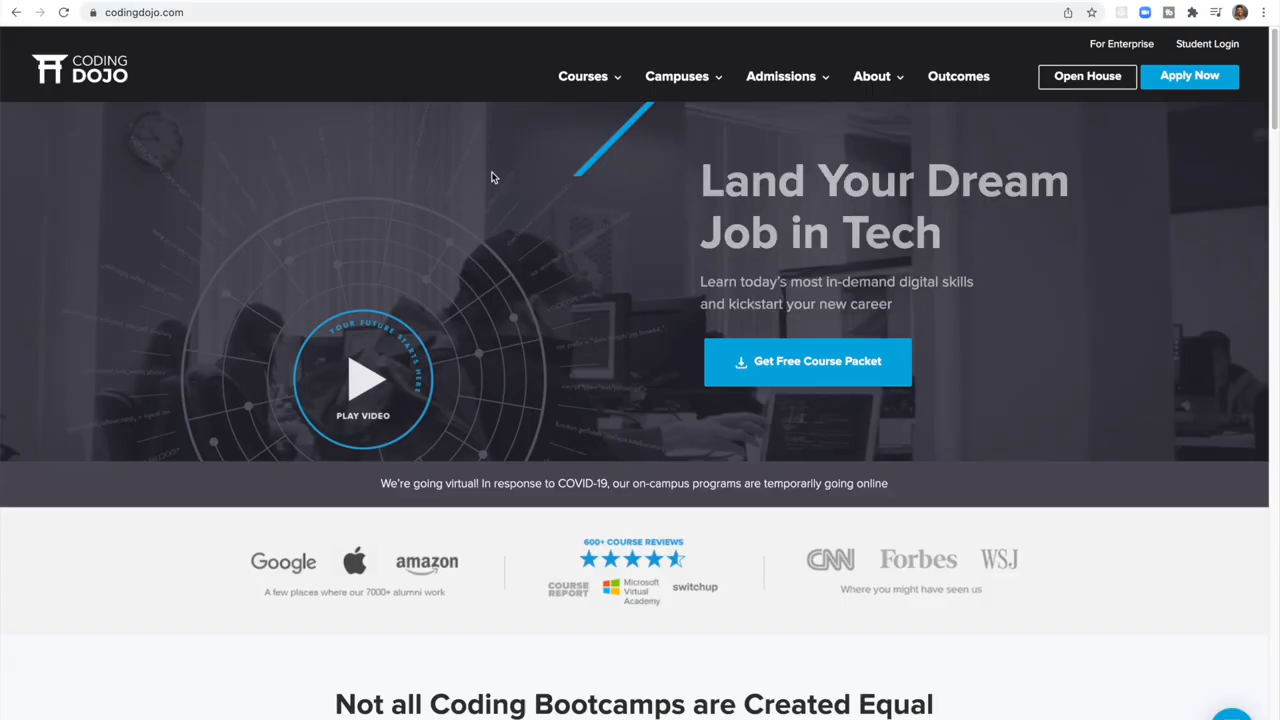 codingdojo.com
For Enterprise Student Login
CODING
DOJO
Courses Campuses Admissions About Outcomes Open House Apply Now
Land Your Dream
Job in Tech
Learn today's most in-demand digital skills
and kickstart your new career
Get Free Course Packet
YOUR FUTURE STARTS HERE
PLAY VIDEO
We're going virtual! In response to COVID-19, our on-campus programs are temporarily going online
Google amazon
A few places where our 7000+ alumni work
600+ COURSE REVIEWS
COURSE
REPORT
Microsoft
Virtual
Academy
switchup
CNN Forbes WSJ
Where you might have seen us
Not all Coding Bootcamps are Created Equal